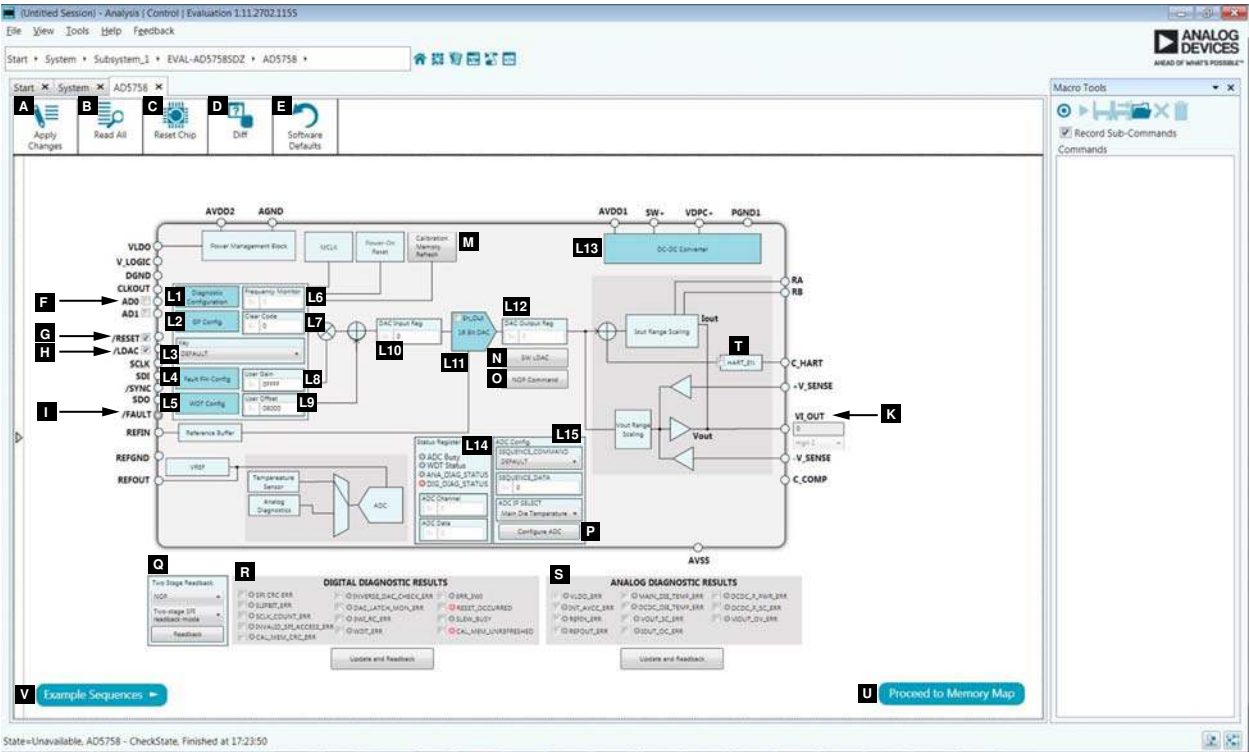 (Untitled Session) - Analysis | Control | Evaluation 1.11.2702.1155
File View Tools Help Feedback
ANALOG DEVICES
AHEAD OF WHAT'S POSSIBLE™
Start System Subsystem_1 EVAL-AD5758SDZ AD5758
Start System AD5758
Macro Tools
A Apply Changes
B Read All
C Reset Chip
D Diff
E Software Defaults
Record Sub-Commands
Commands
AVDD2 AGND
AVDD1 SW+ VDPC+ PGND1
VLDO
V_LOGIC
DGND
CLKOUT
F AD0
AD1
G /RESET
H /LDAC
SCLK
SDI
/SYNC
SDO
I /FAULT
REFIN
REFGND
REFOUT
Power Management Block
MCLK
Power-On Reset
Calibration Memory Refresh
M
L13 DC-DC Converter
L1 Diagnostic Configuration
Frequency Monitor L6
L2 DP Config
Clear Code L7
0
Key
L3 DEFAULT
L4 Fault Pin Config
User Gain L8
0FFFF
L5 WDT Config
User Offset L9
08000
Reference Buffer
DAC Input Reg
0
L10
16 Bit DAC
L11
L12
DAC Output Reg
N SW LDAC
O NOP Command
Iout
Iout Range Scaling
T
HART_EN
RA
RB
C_HART
+V_SENSE
VI_OUT K
0
-V_SENSE
C_COMP
Vout Range Scaling
Vout
VREF
Temperature Sensor
Analog Diagnostics
ADC
Status Register L14
ADC Busy
WDT Status
ANA_DIAG_STATUS
DIG_DIAG_STATUS
ADC Channel
ADC Data
ADC Config L15
SEQUENCE_COMMAND
DEFAULT
SEQUENCE_DATA
0
ADC IP SELECT
Main Die Temperature
Configure ADC P
AVSS
Q
Two Stage Readback
NOP
Two-stage SPI readback mode
Readback
R
DIGITAL DIAGNOSTIC RESULTS
SPI_CRC_ERR
SLIPBIT_ERR
SCLK_COUNT_ERR
INVALID_SPI_ACCESS_ERR
CAL_MEM_CRC_ERR
INVERSE_DAC_CHECK_ERR
DAC_LATCH_MON_ERR
WDT_ERR
RESET_OCCURRED
SLEW_BUSY
CAL_MEM_UNREFRESHED
Update and Readback
S
ANALOG DIAGNOSTIC RESULTS
VLDO_ERR
INT_AVCC_ERR
REFIN_ERR
REFOUT_ERR
MAIN_DIE_TEMP_ERR
DCDC_DIE_TEMP_ERR
VOUT_SC_ERR
IOUT_OC_ERR
DCDC_P_PWR_ERR
DCDC_P_SC_ERR
VIOUT_OV_ERR
Update and Readback
V Example Sequences
U Proceed to Memory Map
State=Unavailable, AD5758 - CheckState, Finished at 17:23:50